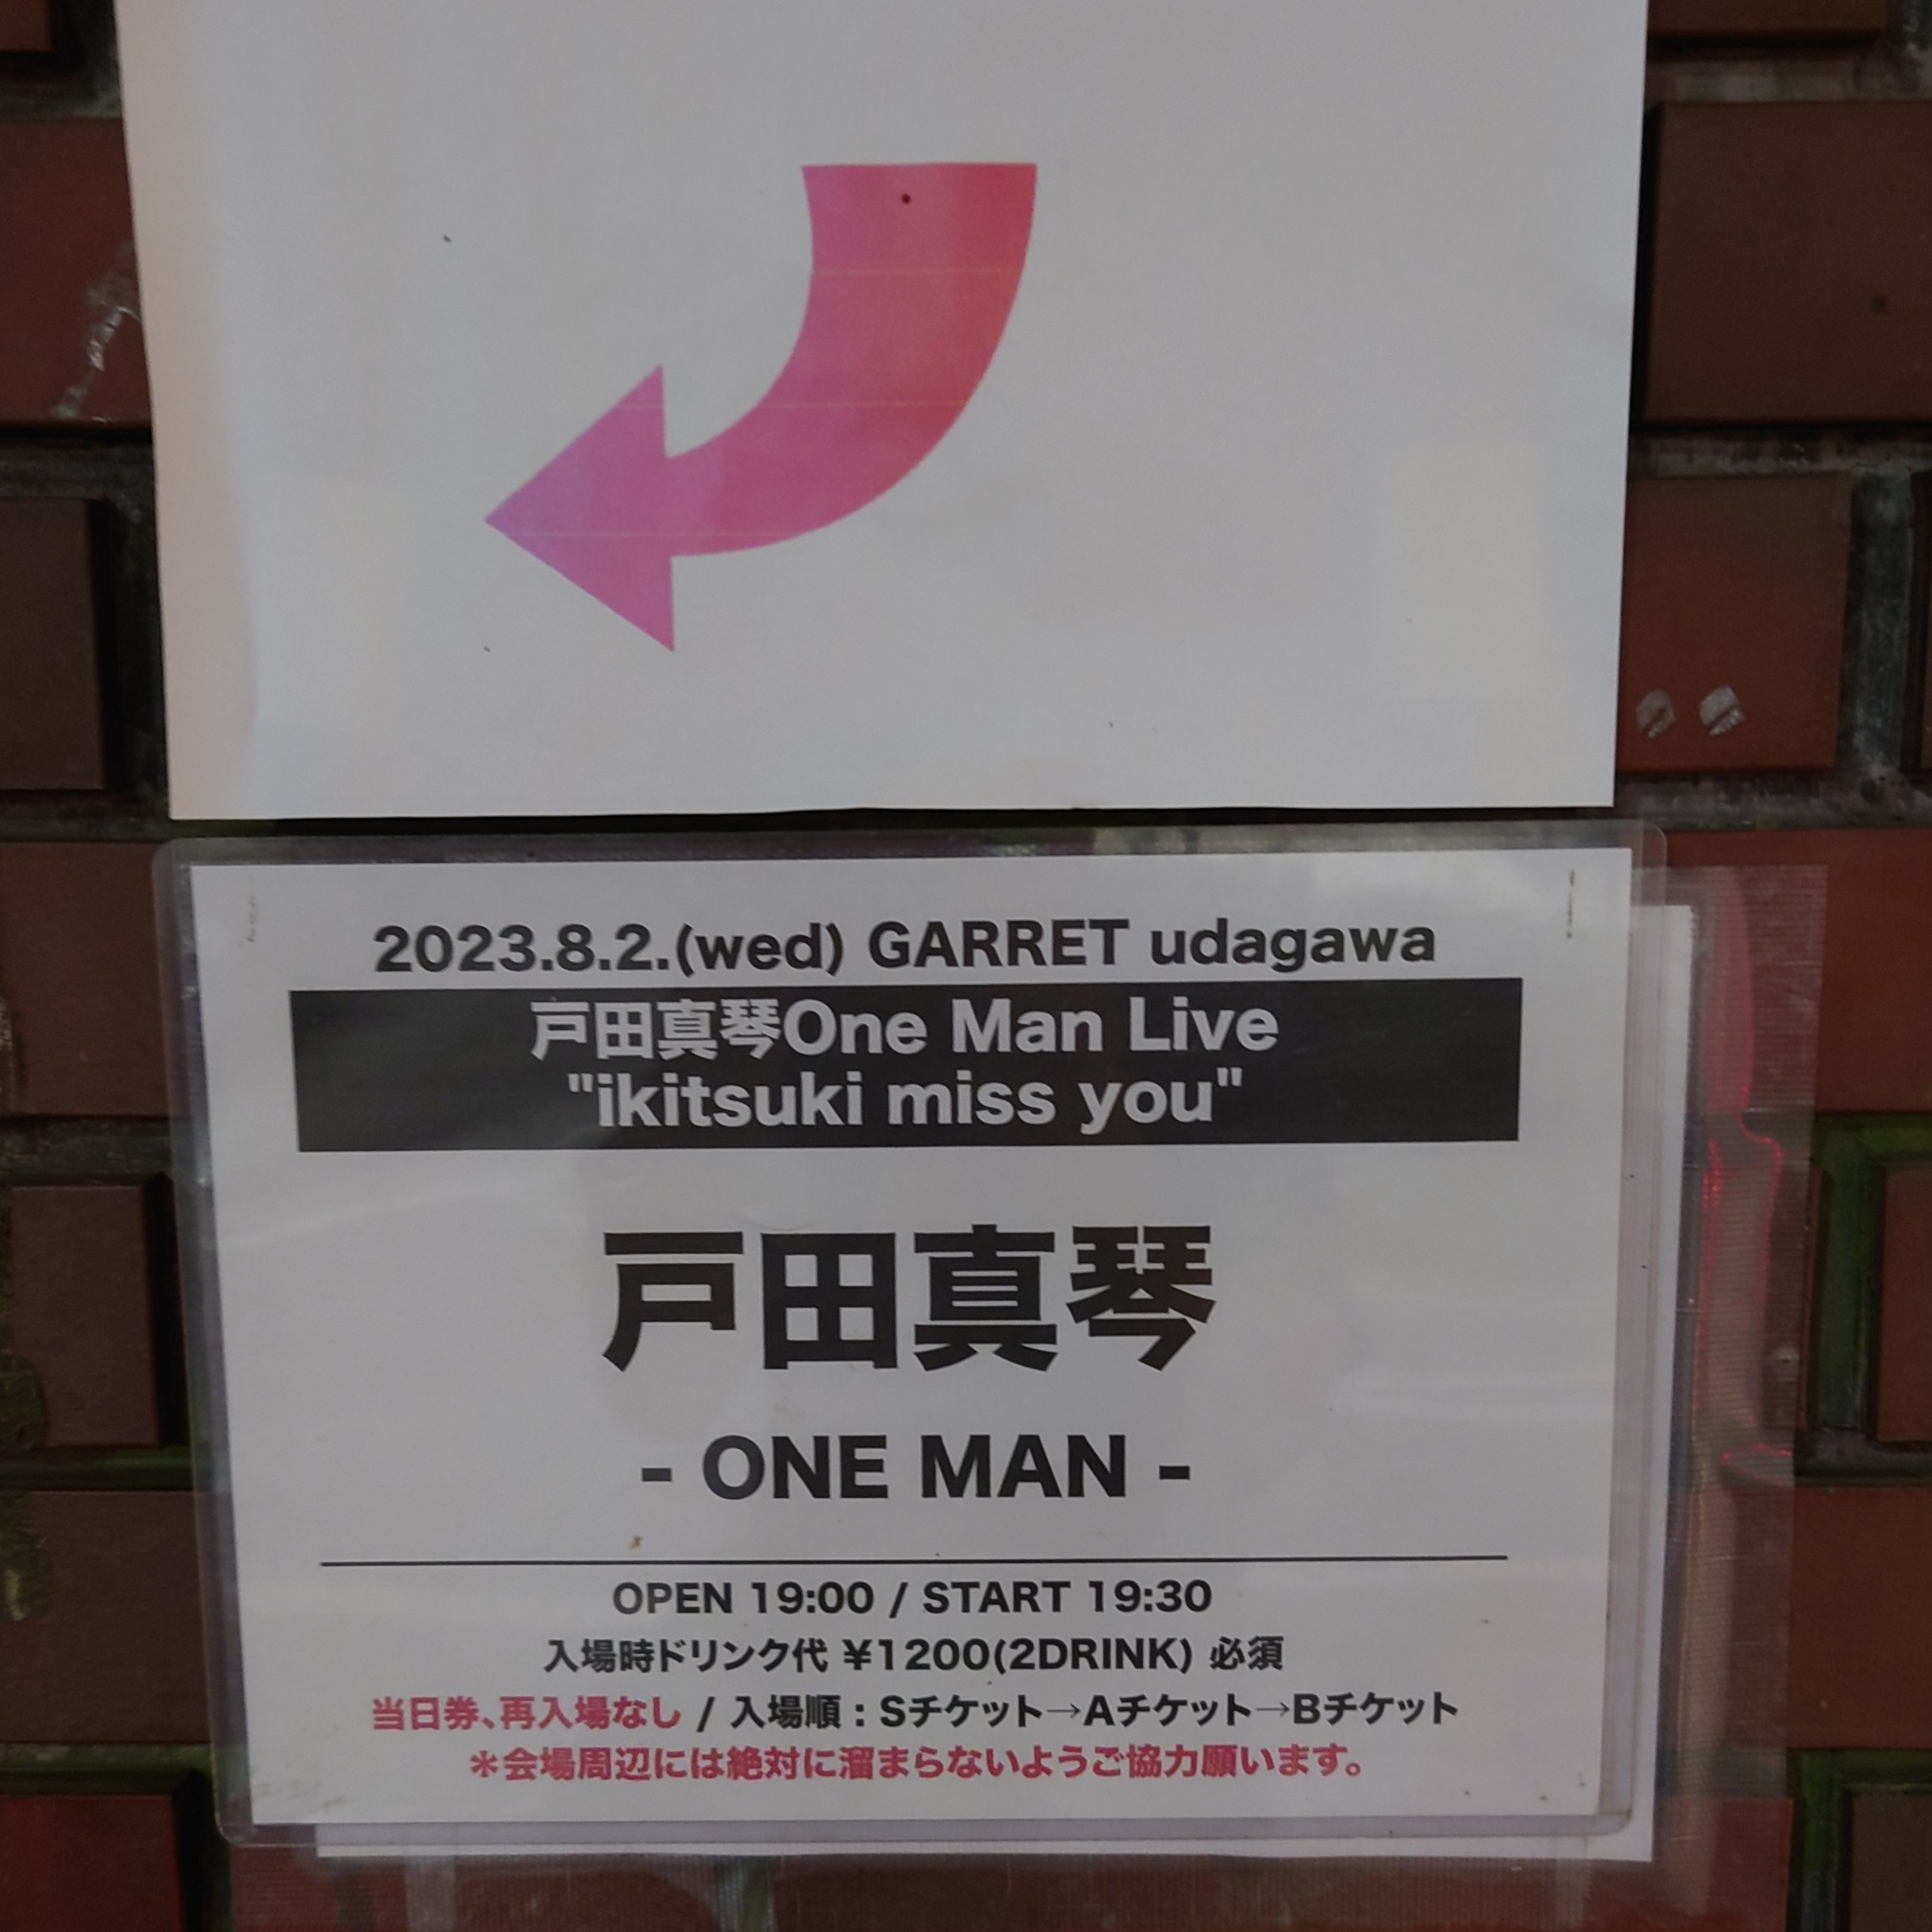 2023.8.2.(wed) GARRET udagawa
戸田真琴One Man Live
"ikitsuki miss you"
戸田真琴
- ONE MAN -
OPEN 19:00 / START 19:30
入場時ドリンク代 ¥1200(2DRINK) 必須
当日券、再入場なし / 入場順 : Sチケット→Aチケット→Bチケット
＊会場周辺には絶対に溜まらないようご協力願います。